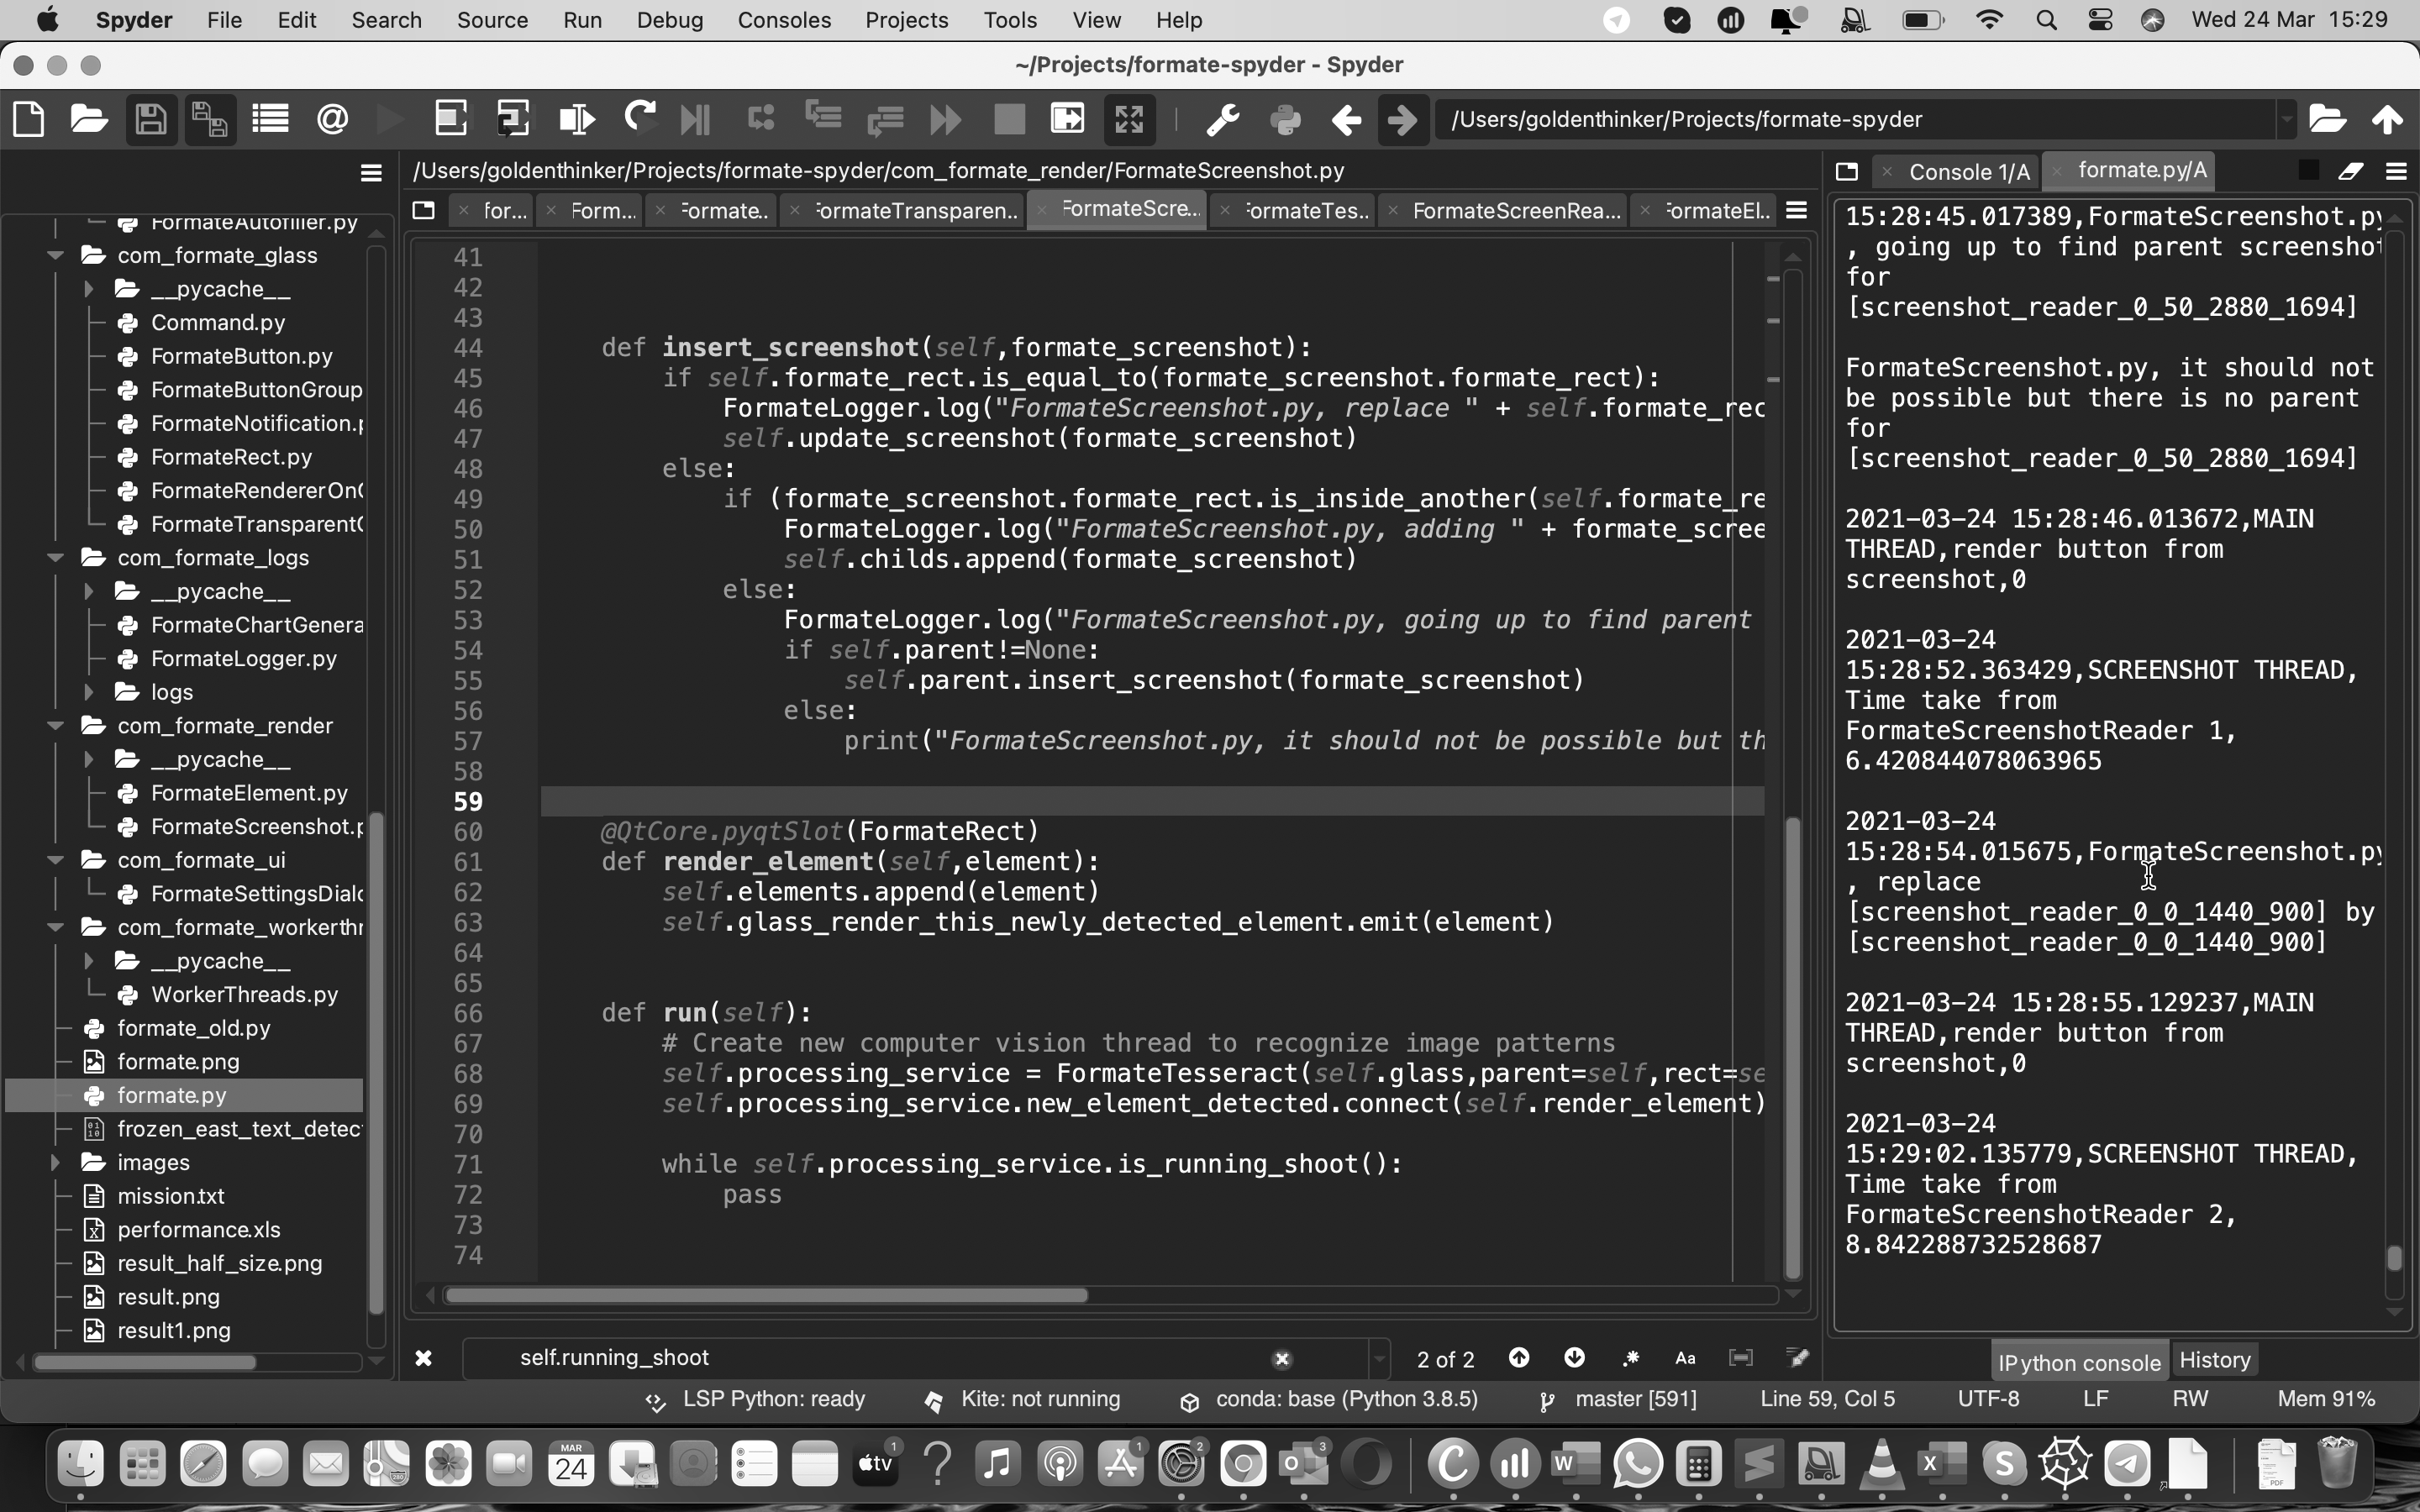 Spyder File Edit Search Source Run Debug Consoles Projects Tools View Help Wed 24 Mar 15:29
~/Projects/formate-spyder - Spyder
/Users/goldenthinker/Projects/formate-spyder
FormateAutofiller.py
com_formate_glass
__pycache__
Command.py
FormateButton.py
FormateButtonGroup
FormateNotification.p
FormateRect.py
FormateRendererOn
FormateTransparent
com_formate_logs
__pycache__
FormateChartGenera
FormateLogger.py
logs
com_formate_render
__pycache__
FormateElement.py
FormateScreenshot.p
com_formate_ui
FormateSettingsDialo
com_formate_workerthr
__pycache__
WorkerThreads.py
formate_old.py
formate.png
formate.py
frozen_east_text_detec
images
mission.txt
performance.xls
result_half_size.png
result.png
result1.png
/Users/goldenthinker/Projects/formate-spyder/com_formate_render/FormateScreenshot.py
for... Form... Formate.. FormateTransparen.. FormateScre.. FormateTes.. FormateScreenRea... FormateEl..
41
42
43
44 def insert_screenshot(self,formate_screenshot):
45 if self.formate_rect.is_equal_to(formate_screenshot.formate_rect):
46 FormateLogger.log("FormateScreenshot.py, replace " + self.formate_rec
47 self.update_screenshot(formate_screenshot)
48 else:
49 if (formate_screenshot.formate_rect.is_inside_another(self.formate_re
50 FormateLogger.log("FormateScreenshot.py, adding " + formate_scree
51 self.childs.append(formate_screenshot)
52 else:
53 FormateLogger.log("FormateScreenshot.py, going up to find parent
54 if self.parent!=None:
55 self.parent.insert_screenshot(formate_screenshot)
56 else:
57 print("FormateScreenshot.py, it should not be possible but th
58
59
60 @QtCore.pyqtSlot(FormateRect)
61 def render_element(self,element):
62 self.elements.append(element)
63 self.glass_render_this_newly_detected_element.emit(element)
64
65
66 def run(self):
67 # Create new computer vision thread to recognize image patterns
68 self.processing_service = FormateTesseract(self.glass,parent=self,rect=se
69 self.processing_service.new_element_detected.connect(self.render_element)
70
71 while self.processing_service.is_running_shoot():
72 pass
73
74
self.running_shoot 2 of 2 .* Aa
Console 1/A formate.py/A
15:28:45.017389,FormateScreenshot.py
, going up to find parent screenshot
for
[screenshot_reader_0_50_2880_1694]
FormateScreenshot.py, it should not
be possible but there is no parent
for
[screenshot_reader_0_50_2880_1694]
2021-03-24 15:28:46.013672,MAIN
THREAD,render button from
screenshot,0
2021-03-24
15:28:52.363429,SCREENSHOT THREAD,
Time take from
FormateScreenshotReader 1,
6.420844078063965
2021-03-24
15:28:54.015675,FormateScreenshot.py
, replace
[screenshot_reader_0_0_1440_900] by
[screenshot_reader_0_0_1440_900]
2021-03-24 15:28:55.129237,MAIN
THREAD,render button from
screenshot,0
2021-03-24
15:29:02.135779,SCREENSHOT THREAD,
Time take from
FormateScreenshotReader 2,
8.842288732528687
IPython console History
LSP Python: ready Kite: not running conda: base (Python 3.8.5) master [591] Line 59, Col 5 UTF-8 LF RW Mem 91%
MAR
24
tv 1 1 2 3
PDF